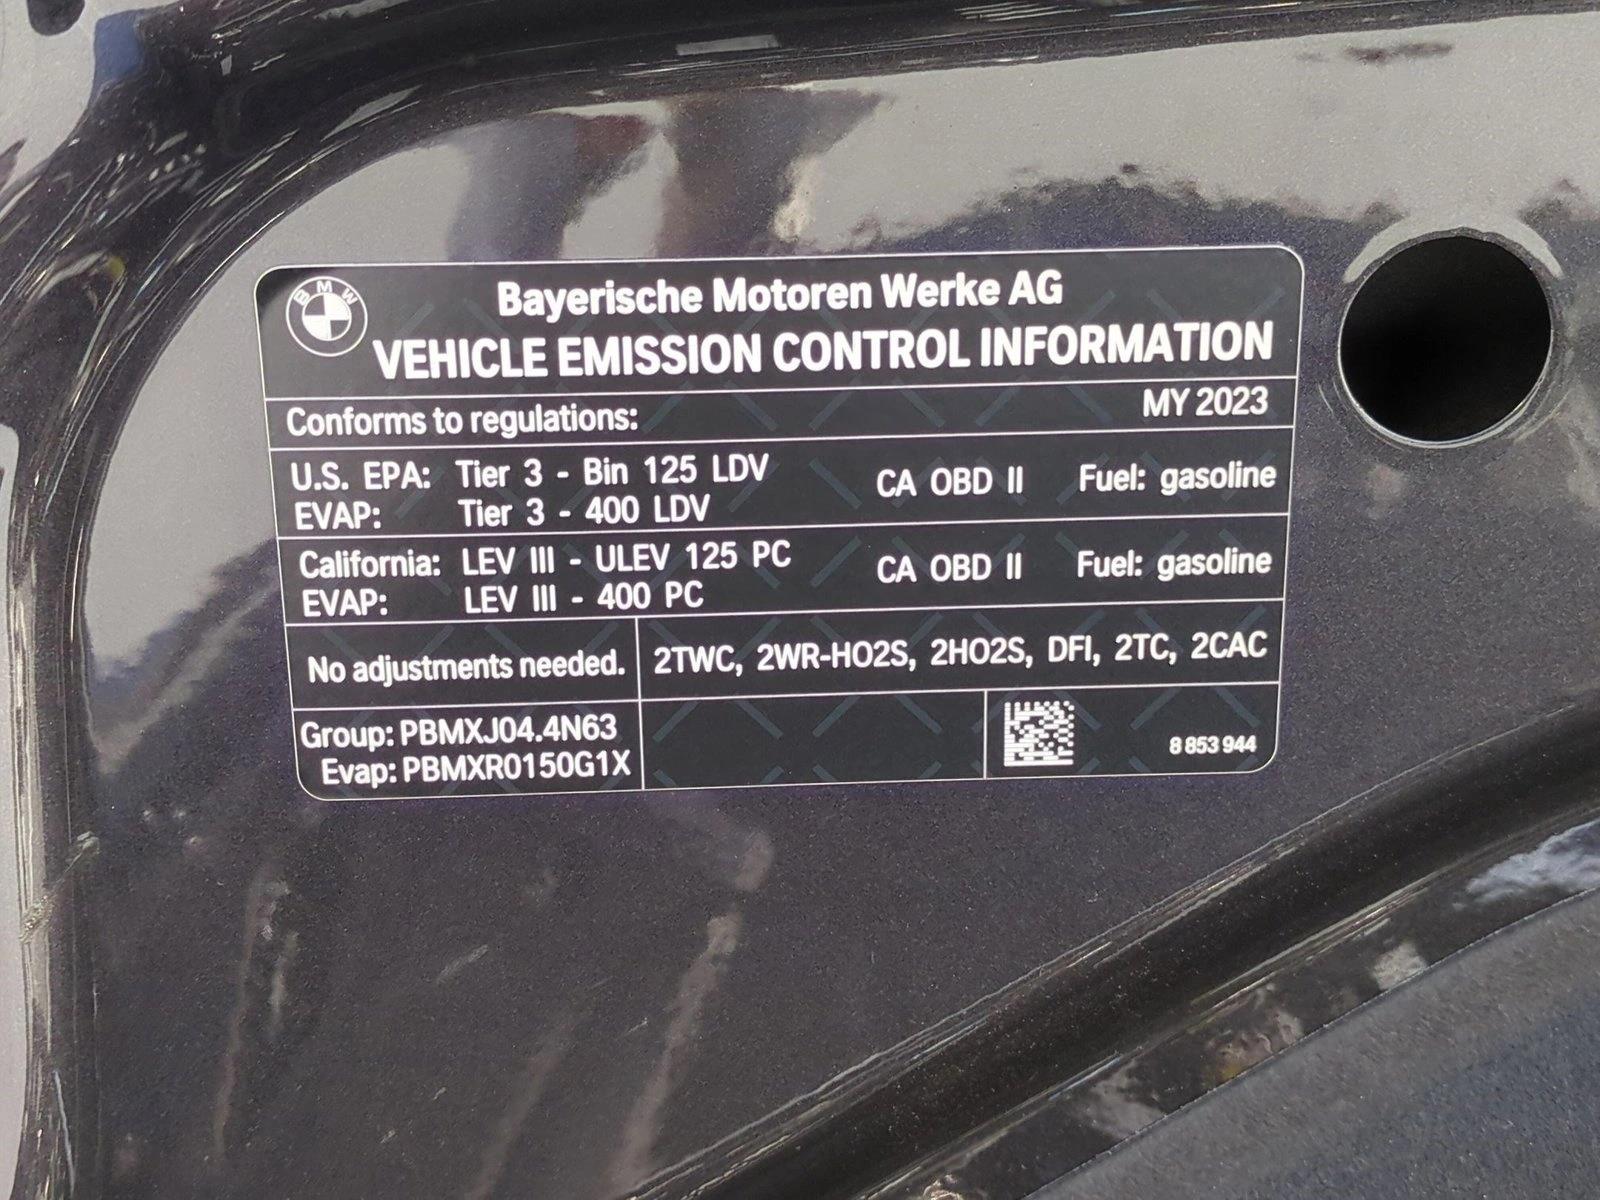 BMW
Bayerische Motoren Werke AG
VEHICLE EMISSION CONTROL INFORMATION
Conforms to regulations: MY 2023
U.S. EPA: Tier 3 - Bin 125 LDV CA OBD II Fuel: gasoline
EVAP: Tier 3 - 400 LDV
California: LEV III - ULEV 125 PC CA OBD II Fuel: gasoline
EVAP: LEV III - 400 PC
No adjustments needed. 2TWC, 2WR-HO2S, 2HO2S, DFI, 2TC, 2CAC
Group: PBMXJ04.4N63
Evap: PBMXR0150G1X
8 853 944